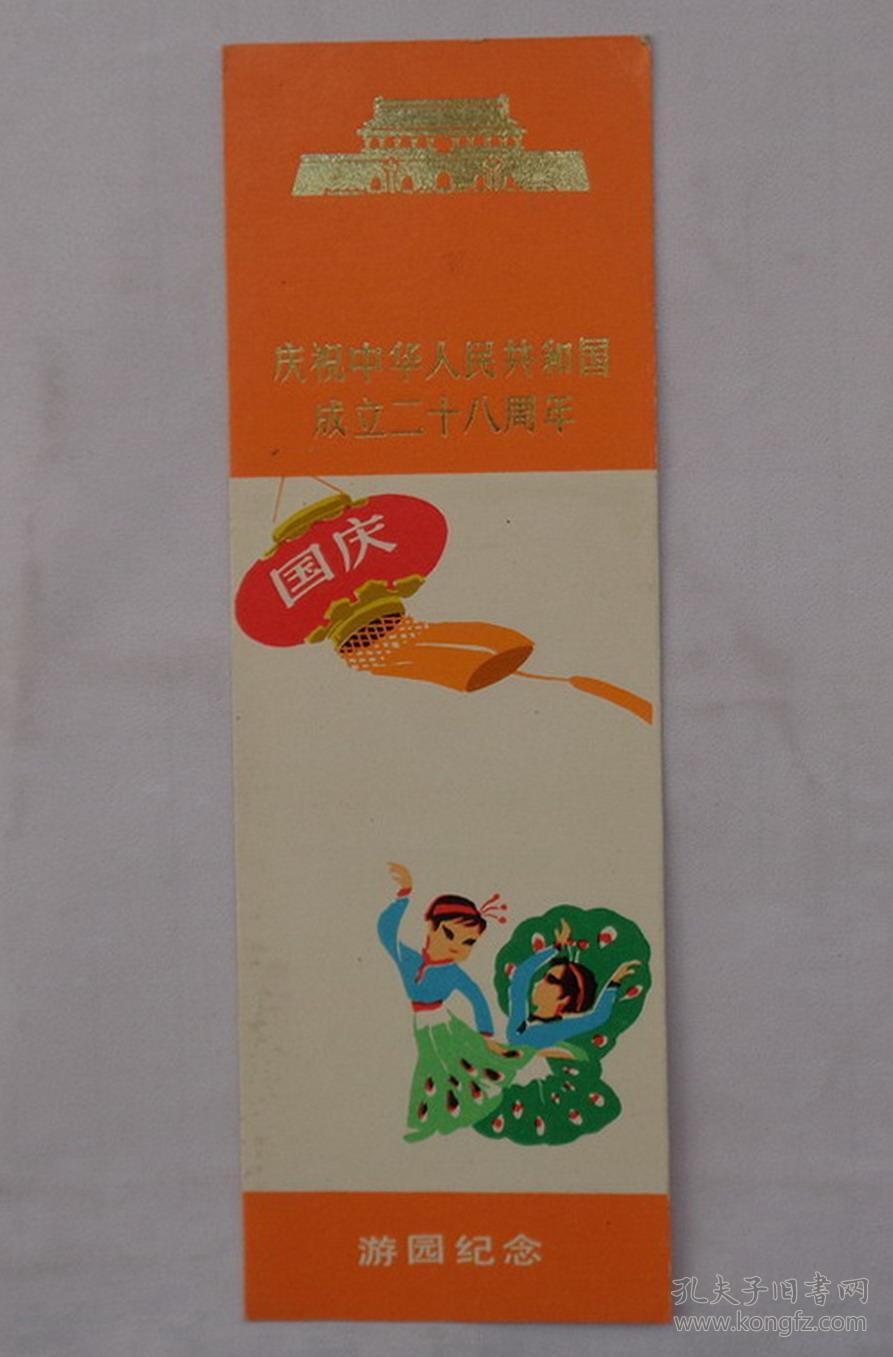 庆祝中华人民共和国
成立二十八周年
国庆
游园纪念
孔夫子旧书网
www.kongfz.com